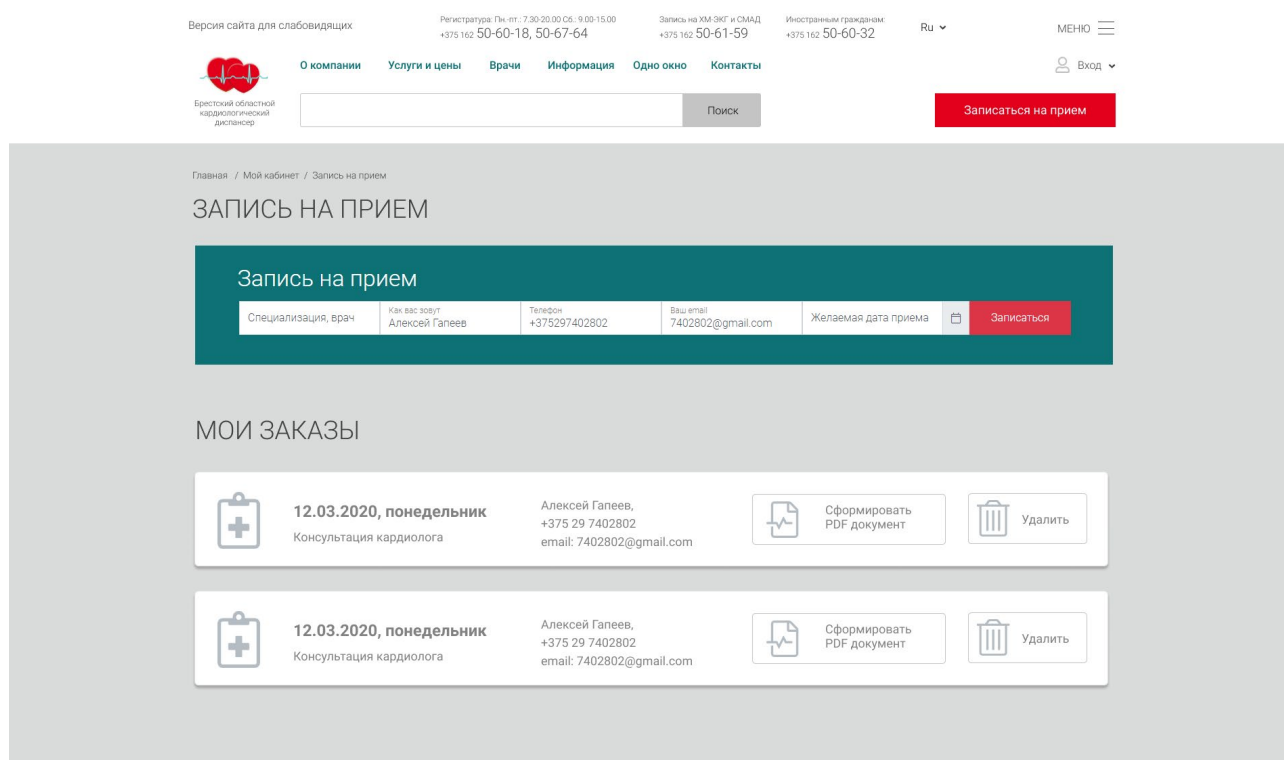 Версия сайта для слабовидящих
Регистратура: Пн.-пт.: 7.30-20.00 Сб.: 9.00-15.00
+375 162 50-60-18, 50-67-64
Запись на ХМ-ЭКГ и СМАД
+375 162 50-61-59
Иностранным гражданам:
+375 162 50-60-32
Ru
МЕНЮ
О компании Услуги и цены Врачи Информация Одно окно Контакты
Вход
Брестский областной
кардиологический
диспансер
Поиск
Записаться на прием
Главная / Мой кабинет / Запись на прием
ЗАПИСЬ НА ПРИЕМ
Запись на прием
Специализация, врач
Как вас зовут
Алексей Гапеев
Телефон
+375297402802
Ваш email
7402802@gmail.com
Желаемая дата приема
Записаться
МОИ ЗАКАЗЫ
12.03.2020, понедельник
Консультация кардиолога
Алексей Гапеев,
+375 29 7402802
email: 7402802@gmail.com
Сформировать
PDF документ
Удалить
12.03.2020, понедельник
Консультация кардиолога
Алексей Гапеев,
+375 29 7402802
email: 7402802@gmail.com
Сформировать
PDF документ
Удалить